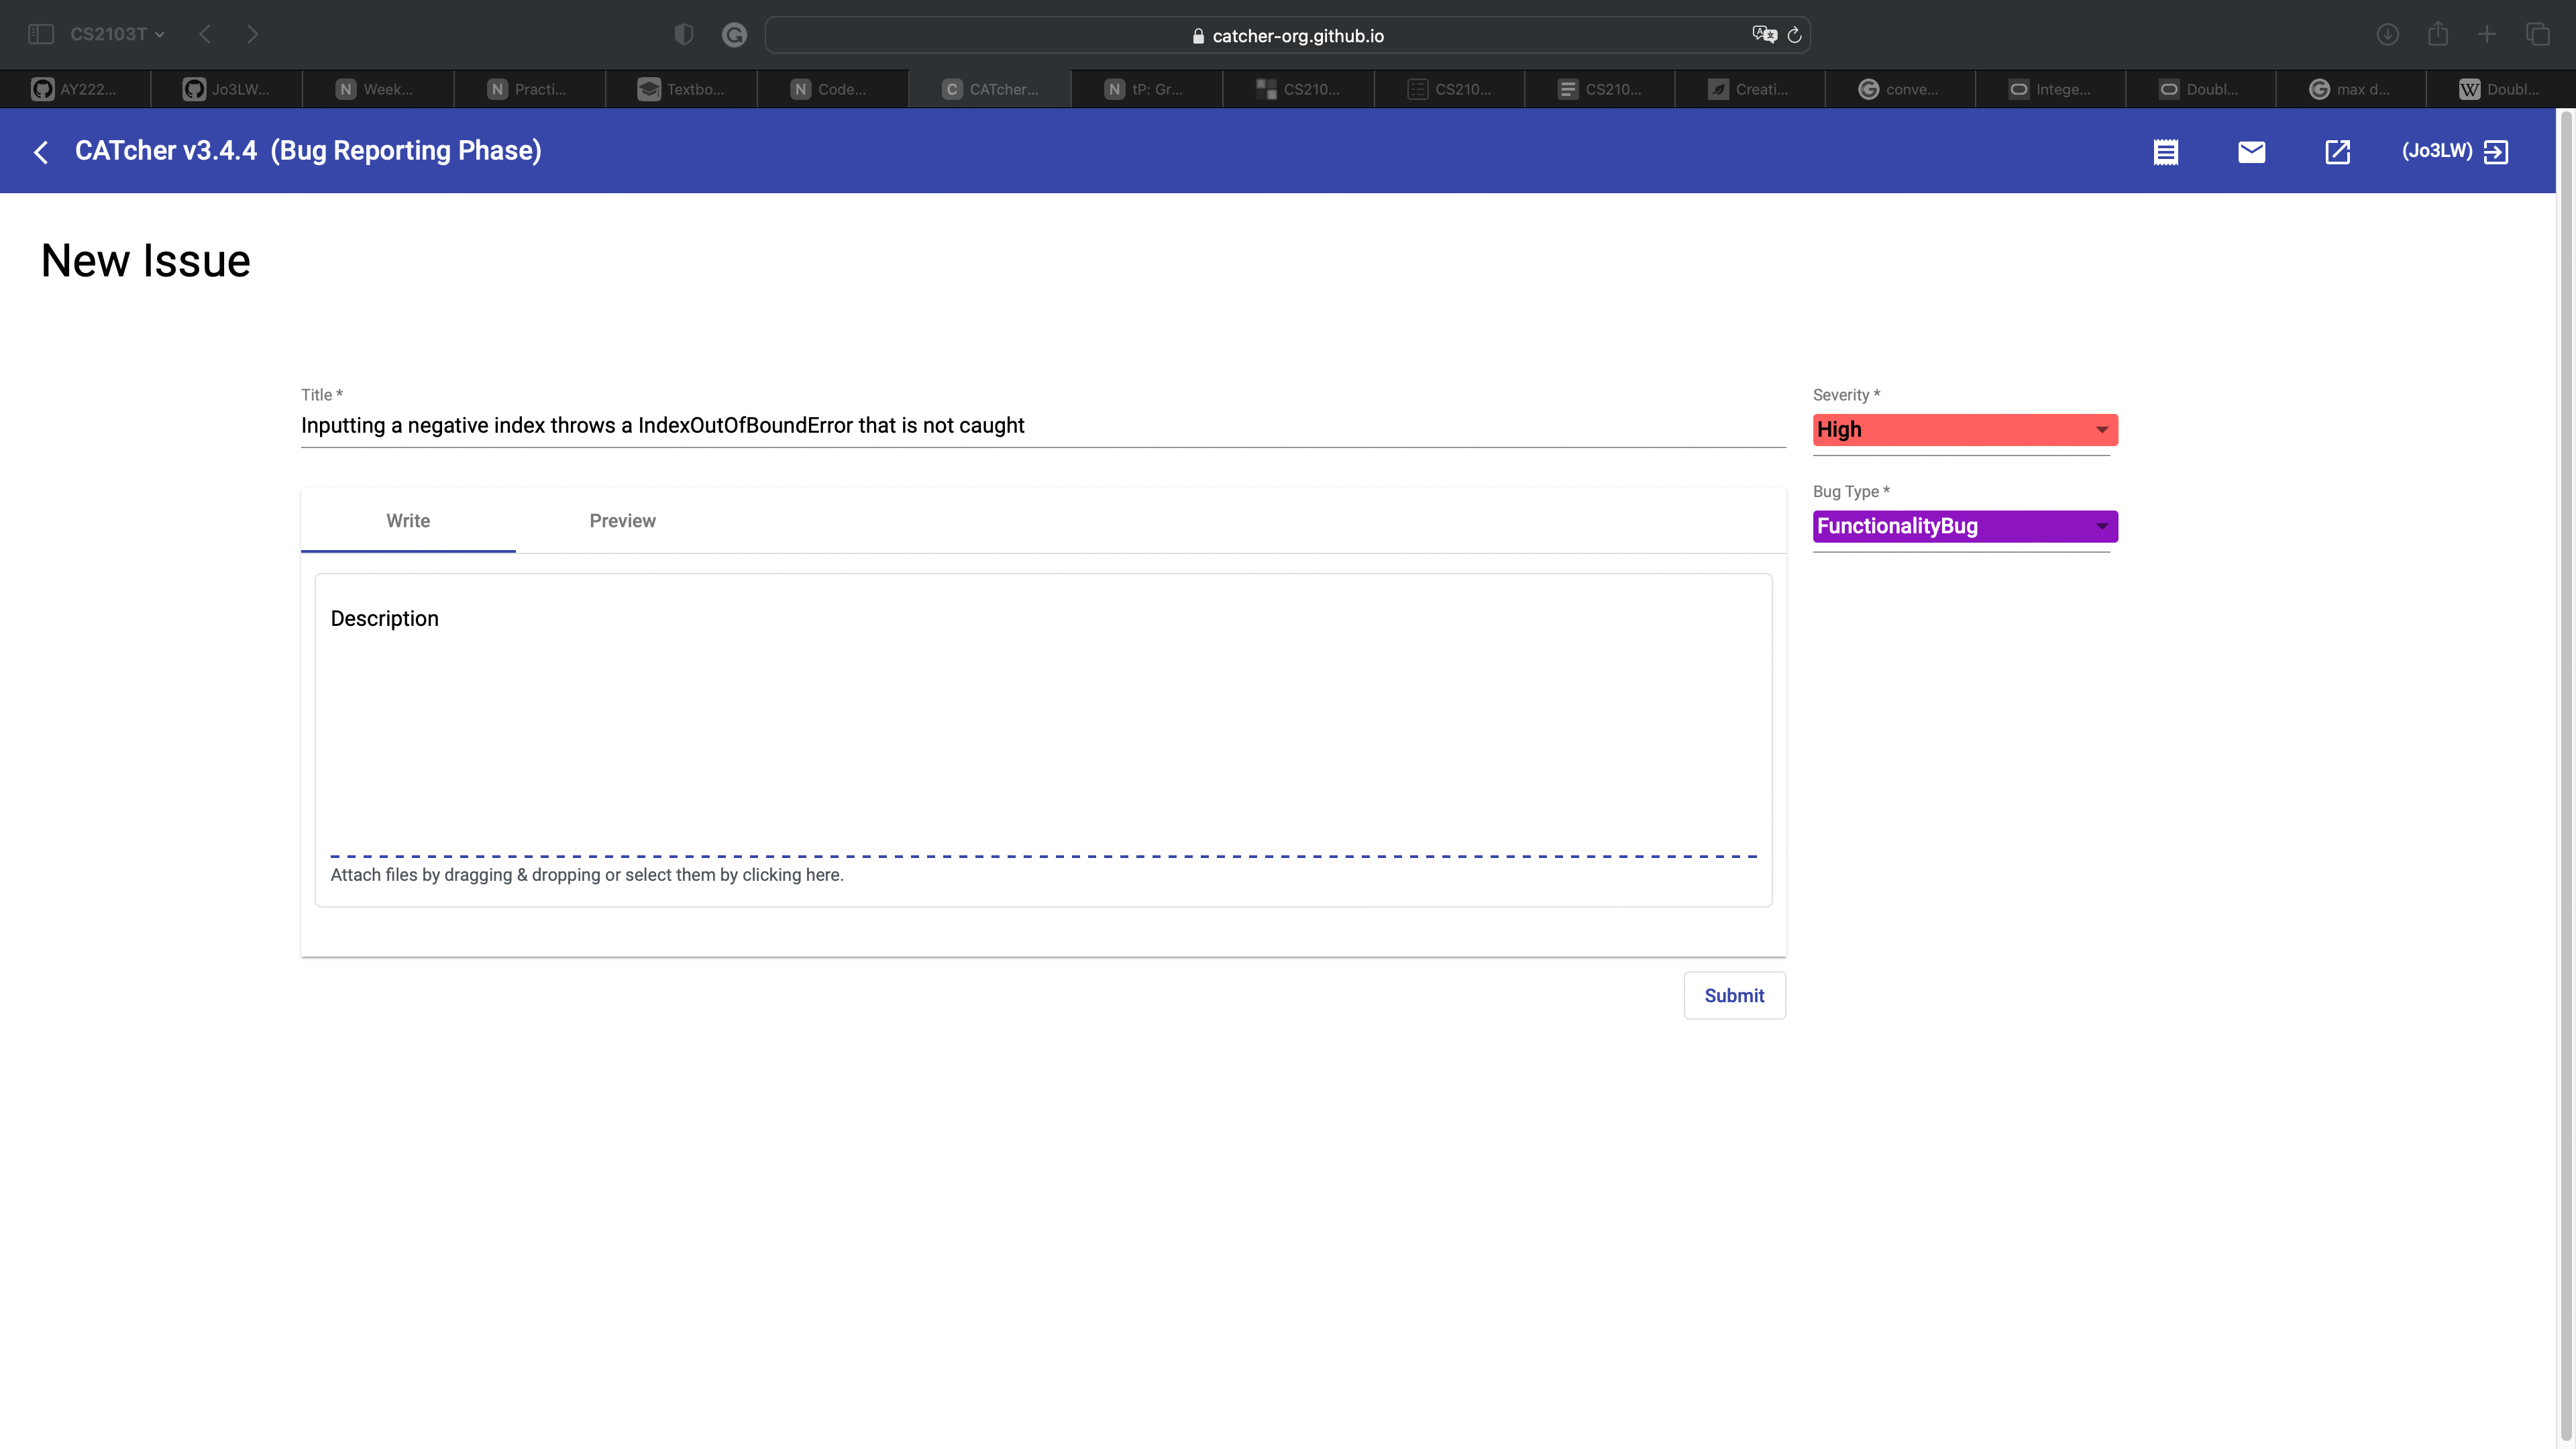 CS2103T
catcher-org.github.io
AY222...
Jo3LW...
Week...
Practi...
Textbo...
Code...
CATcher...
tP: Gr...
CS210...
CS210...
CS210...
Creati...
conve...
Intege...
Doubl...
max d...
Doubl...
CATcher v3.4.4 (Bug Reporting Phase)
(Jo3LW)
New Issue
Title *
Inputting a negative index throws a IndexOutOfBoundError that is not caught
Severity *
High
Bug Type *
FunctionalityBug
Write
Preview
Description
Attach files by dragging & dropping or select them by clicking here.
Submit